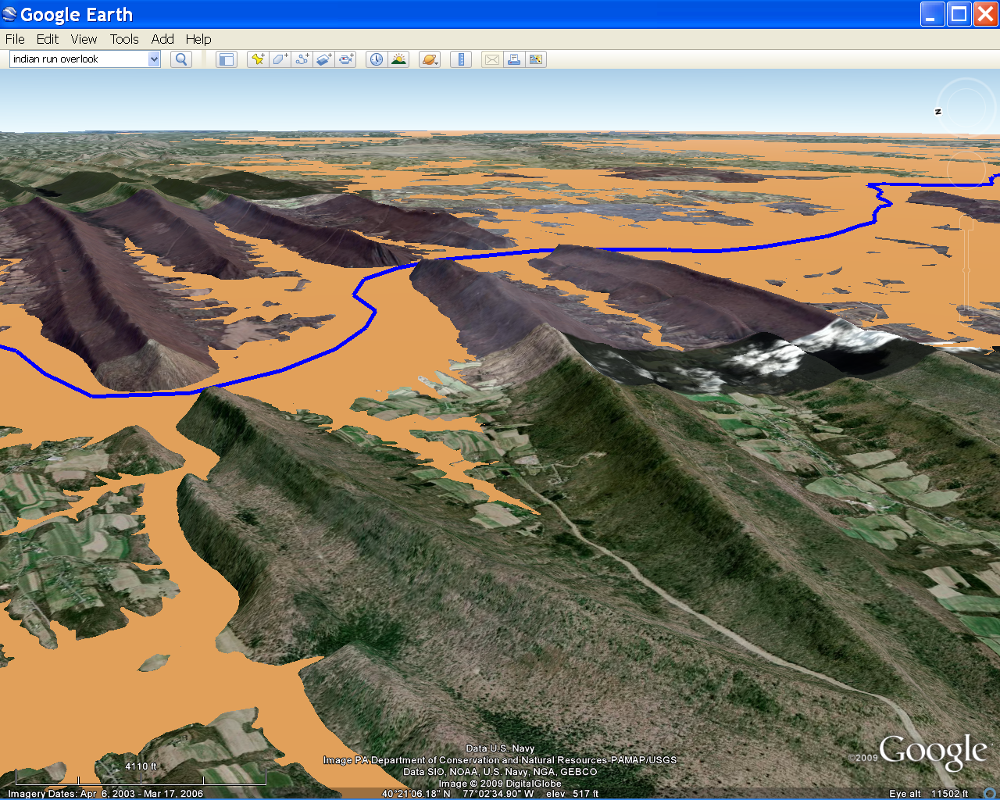 Google Earth
File Edit View Tools Add Help
indian run overlook
N
4110 ft
Data U.S. Navy
Image PA Department of Conservation and Natural Resources-PAMAP/USGS
Data SIO, NOAA, U.S. Navy, NGA, GEBCO
Image © 2009 DigitalGlobe
©2009 Google
Imagery Dates: Apr 6, 2003 - Mar 17, 2006
40°21'06.18" N 77°02'34.90" W elev 517 ft
Eye alt 11502 ft